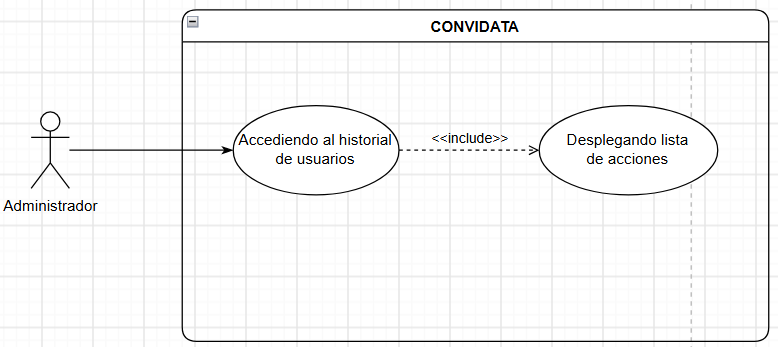 CONVIDATA
Accediendo al historial
de usuarios
<<include>>
Desplegando lista
de acciones
Administrador